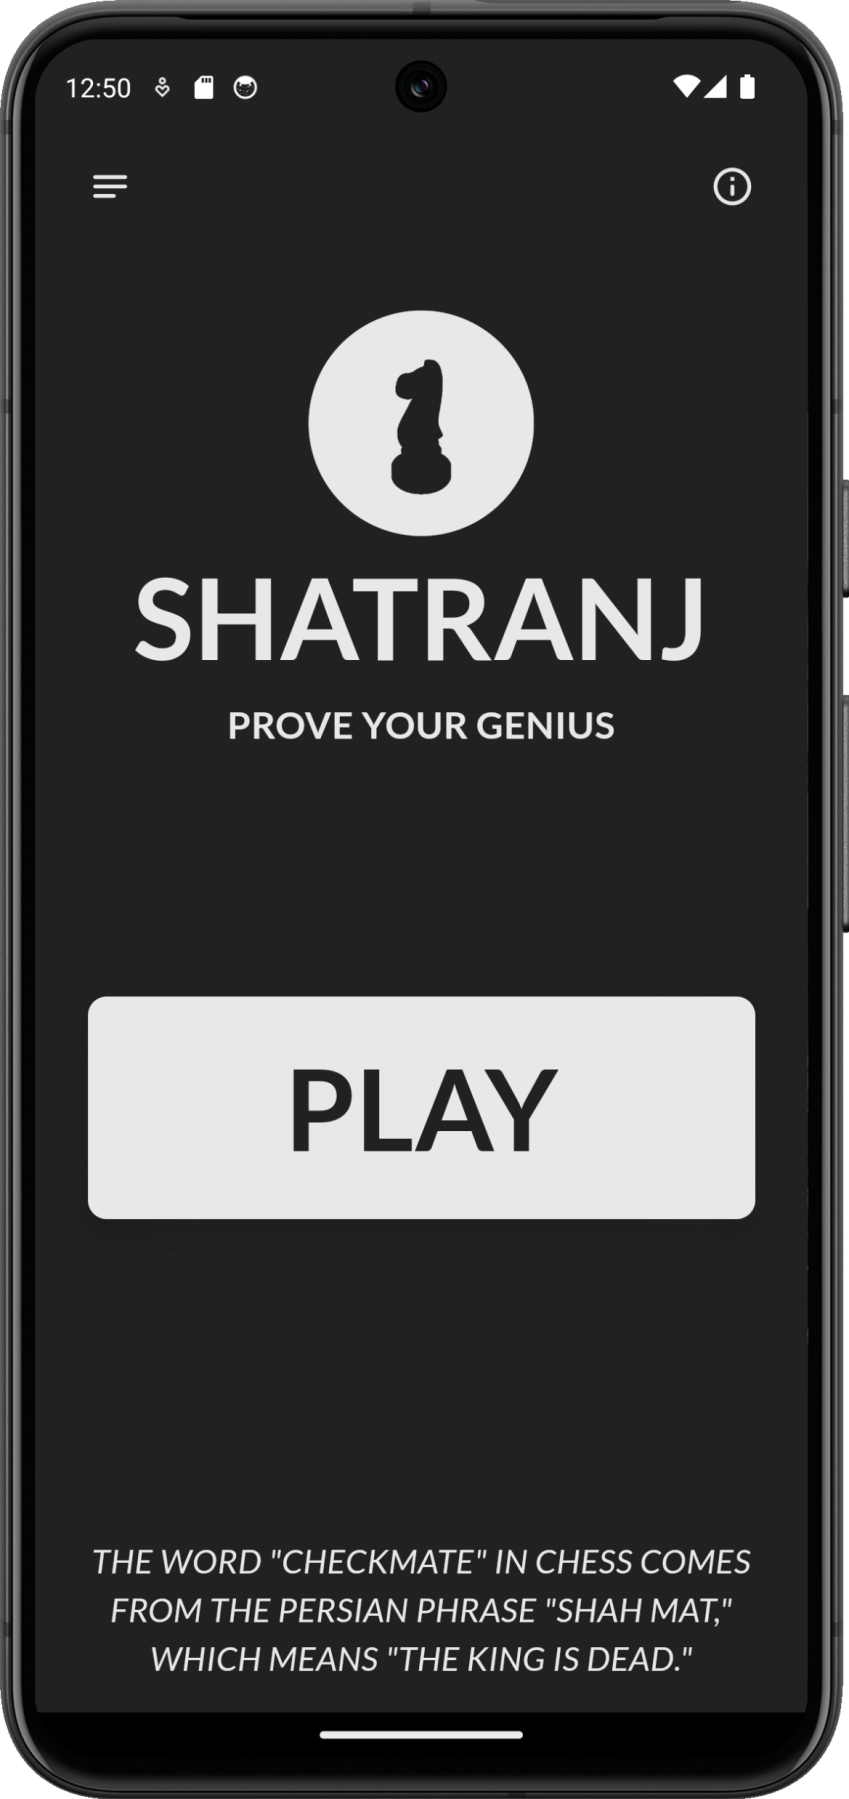 12:50
SHATRANJ
PROVE YOUR GENIUS
PLAY
THE WORD "CHECKMATE" IN CHESS COMES
FROM THE PERSIAN PHRASE "SHAH MAT,"
WHICH MEANS "THE KING IS DEAD."